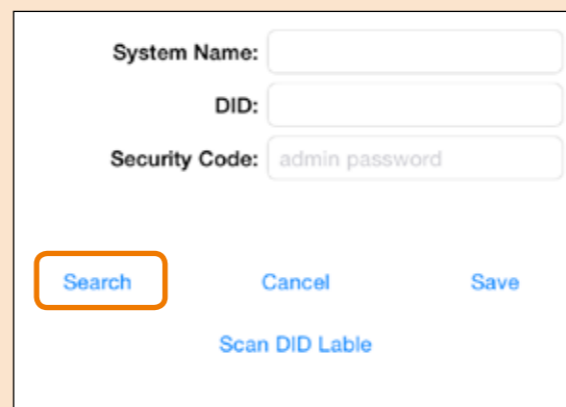 System Name:
DID:
Security Code: admin password
Search Cancel Save
Scan DID Lable